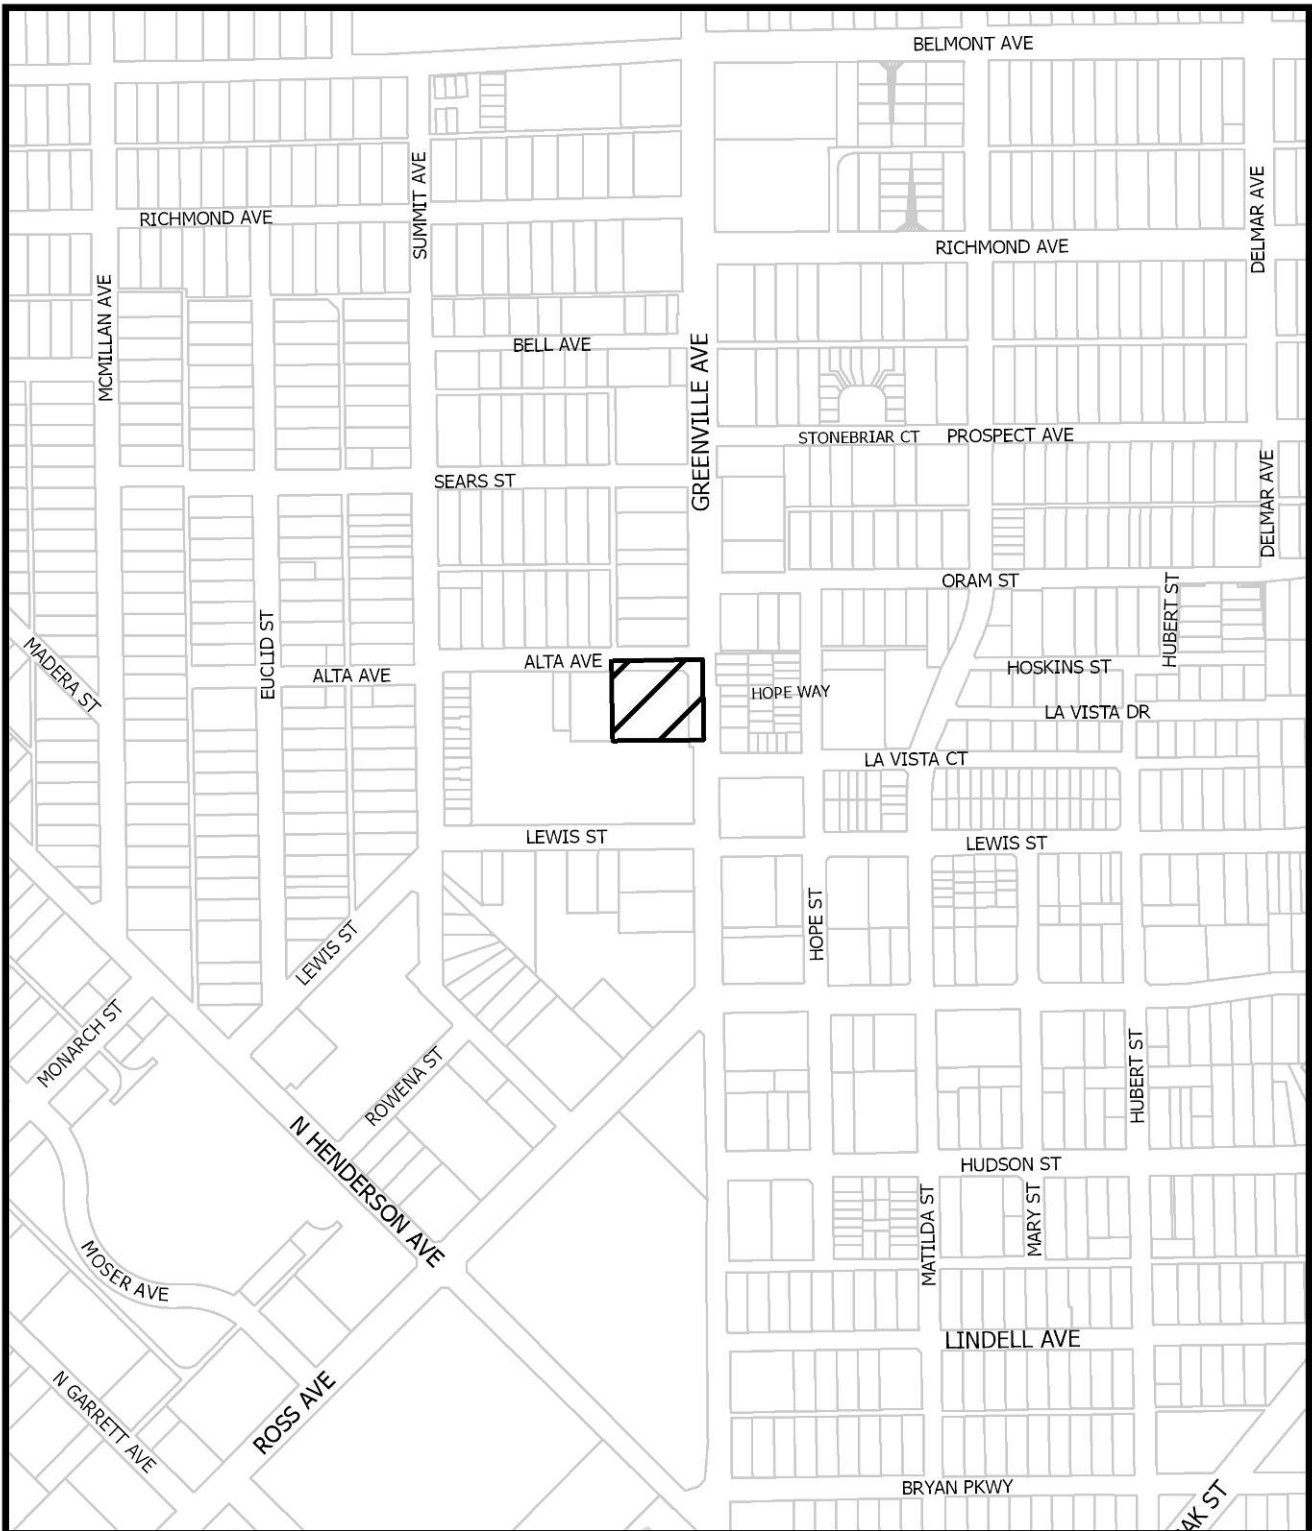 BELMONT AVE
SUMMIT AVE
DELMAR AVE
RICHMOND AVE
RICHMOND AVE
MCMILLAN AVE
BELL AVE
GREENVILLE AVE
STONEBRIAR CT
PROSPECT AVE
SEARS ST
DELMAR AVE
ORAM ST
HUBERT ST
EUCLID ST
MADERA ST
ALTA AVE
ALTA AVE
HOSKINS ST
HOPE WAY
LA VISTA DR
LA VISTA CT
LEWIS ST
LEWIS ST
HOPE ST
LEWIS ST
MONARCH ST
ROWENA ST
HUBERT ST
N HENDERSON AVE
HUDSON ST
MATILDA ST
MARY ST
MOSER AVE
LINDELL AVE
N GARRETT AVE
ROSS AVE
BRYAN PKWY
AK ST